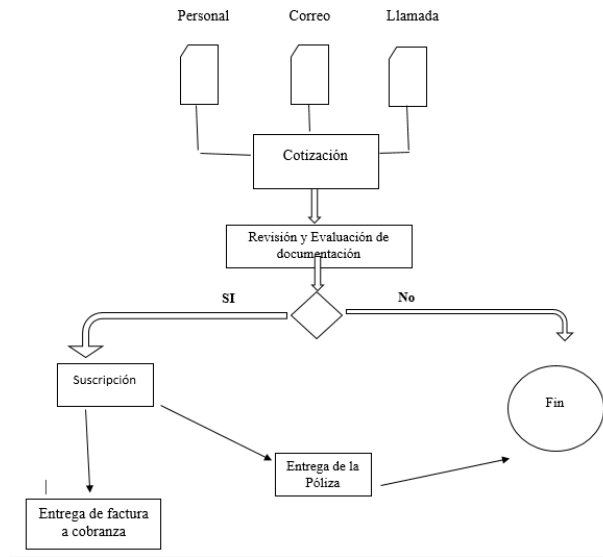 Personal
Correo
Llamada
Cotización
Revisión y Evaluación de
documentación
SI
No
Suscripción
Fin
Entrega de la
Póliza
Entrega de factura
a cobranza